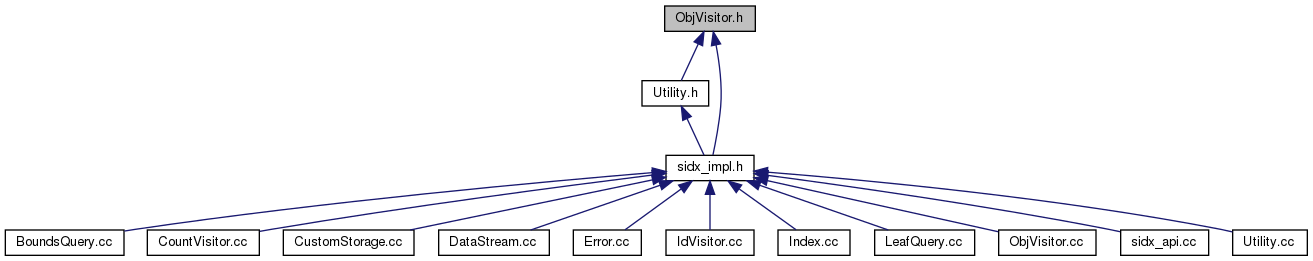 ObjVisitor.h
Utility.h
sidx_impl.h
BoundsQuery.cc
CountVisitor.cc
CustomStorage.cc
DataStream.cc
Error.cc
IdVisitor.cc
Index.cc
LeafQuery.cc
ObjVisitor.cc
sidx_api.cc
Utility.cc